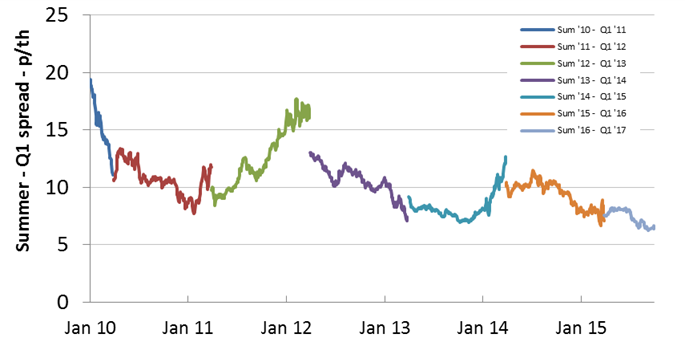 Summer - Q1 spread - p/th
25
20
15
10
5
0
Jan 10 Jan 11 Jan 12 Jan 13 Jan 14 Jan 15
Sum '10 - Q1 '11
Sum '11 - Q1 '12
Sum '12 - Q1 '13
Sum '13 - Q1 '14
Sum '14 - Q1 '15
Sum '15 - Q1 '16
Sum '16 - Q1 '17